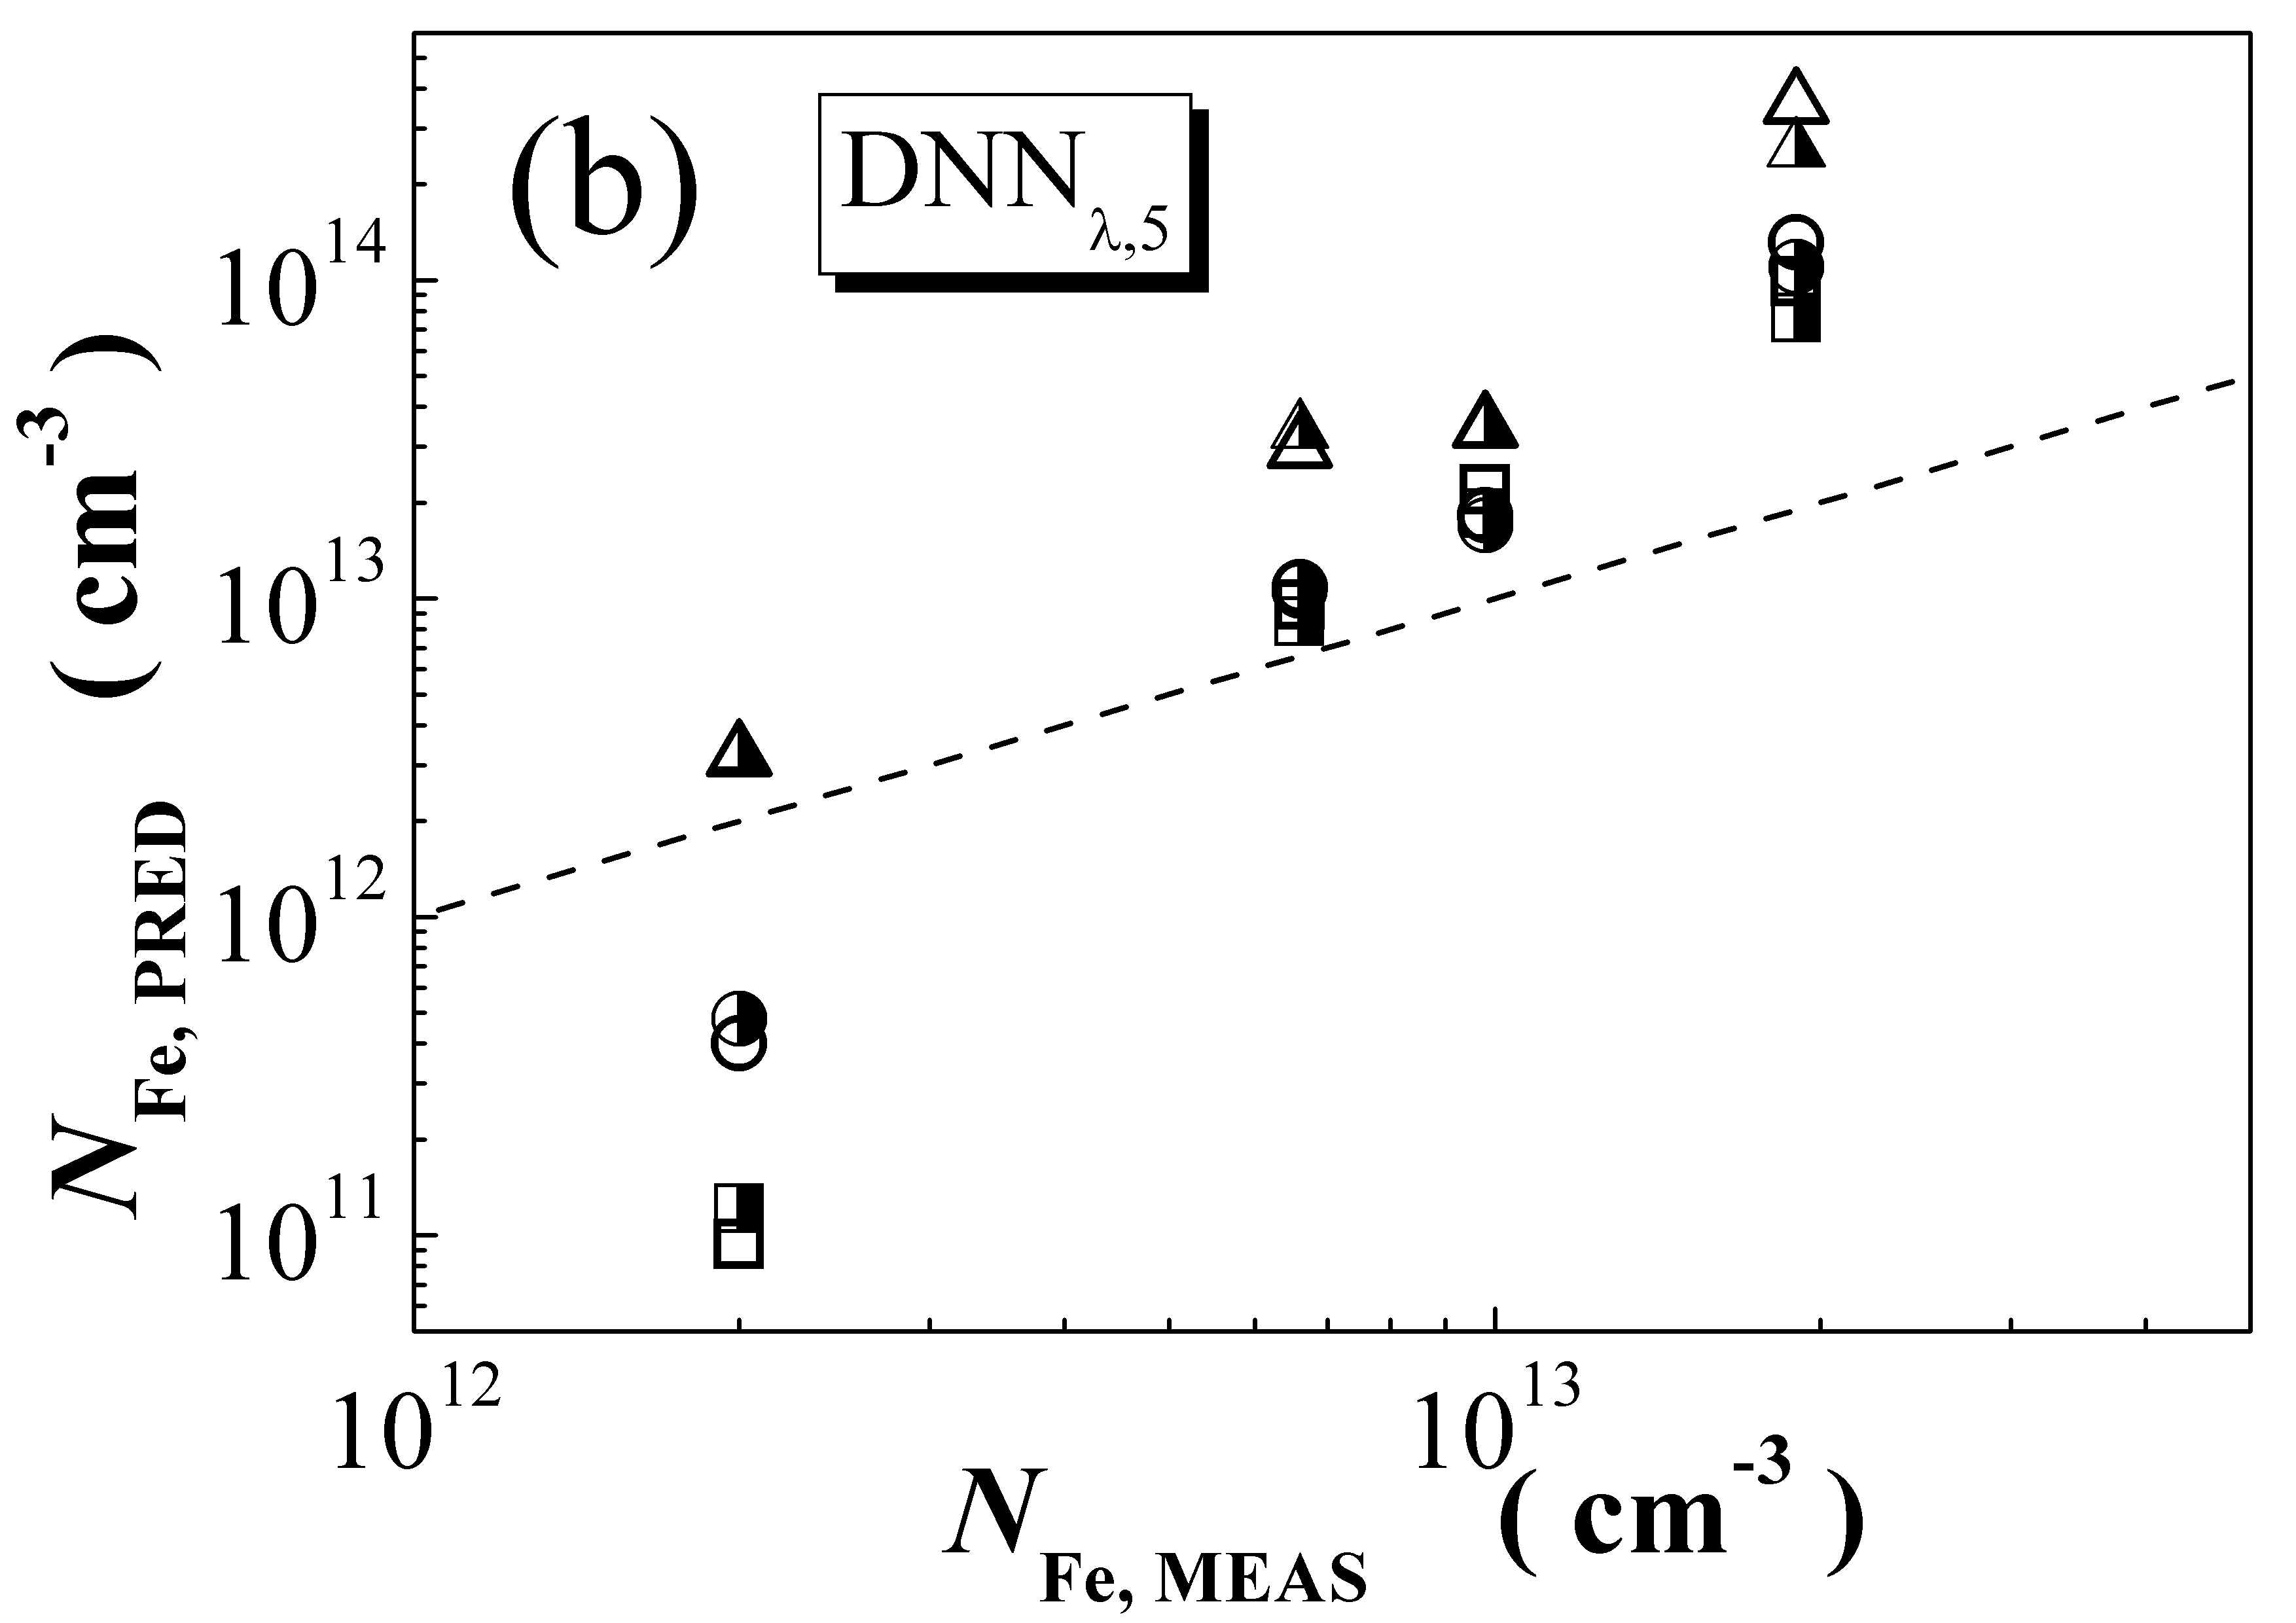 (b)
DNN λ,5
10^14
10^13
10^12
10^11
N Fe, PRED ( cm^-3 )
10^12
10^13
N Fe, MEAS ( cm^-3 )